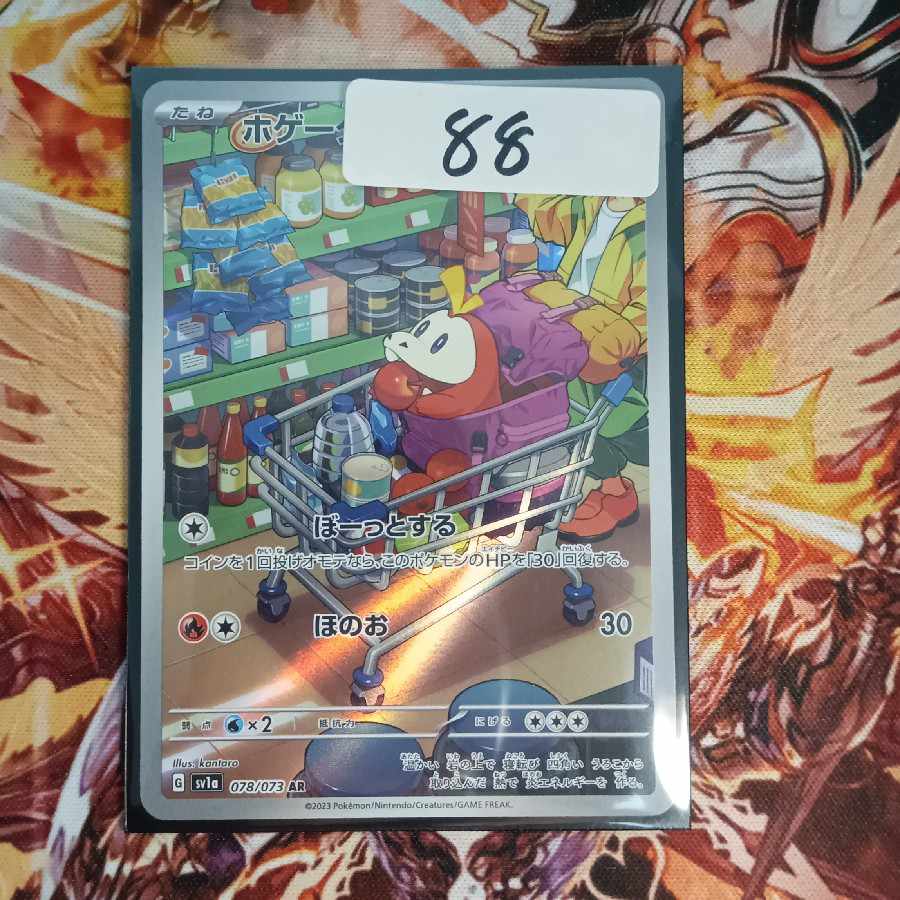 たね
ホゲー
88
ぼーっとする
コインを1回投げオモテなら、このポケモンのHPを「30」回復する。
ほのお 30
弱点 ×2 抵抗力 にげる
Illus. kantaro
温かい 岩の上で 寝転び 四角い うろこから
取り込んだ 熱で 炎エネルギーを 作る。
G sv1a 078/073 AR
©2023 Pokémon/Nintendo/Creatures/GAME FREAK.